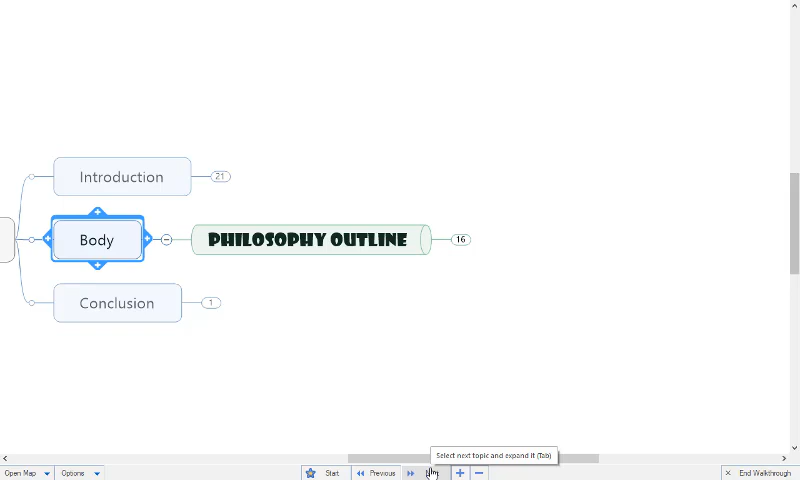 Introduction
21
Body
PHILOSOPHY OUTLINE
16
Conclusion
1
Select next topic and expand it (Tab)
Open Map
Options
Start
Previous
End Walkthrough